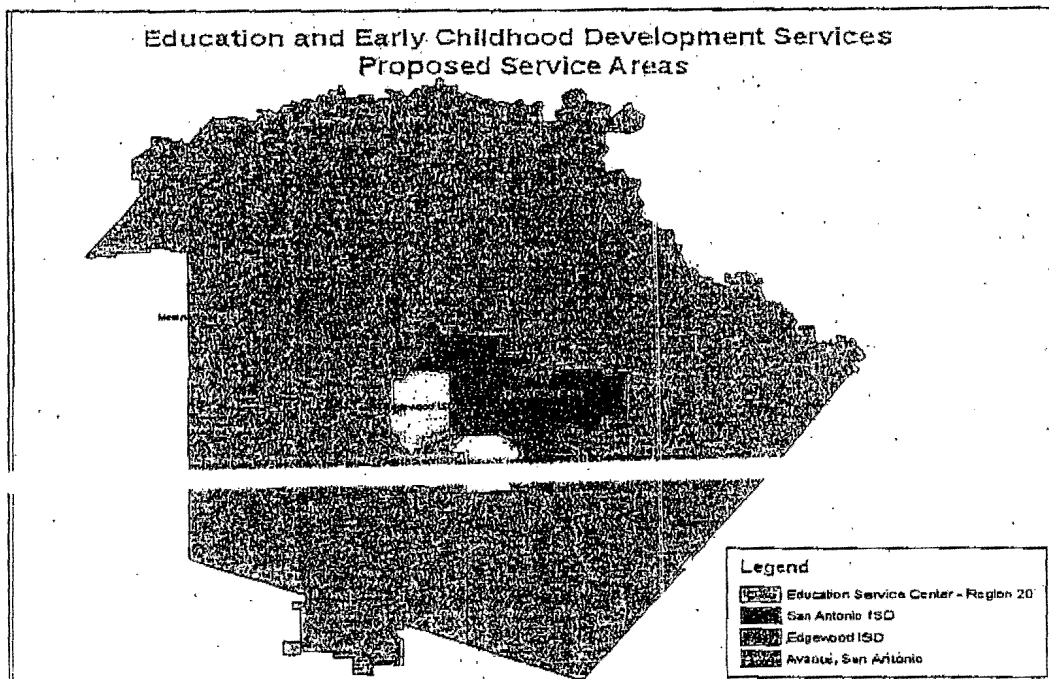 Education and Early Childhood Development Services
Proposed Service Areas
Legend
Education Service Center - Region 20
San Antonio ISD
Edgewood ISD
Avance, San Antonio